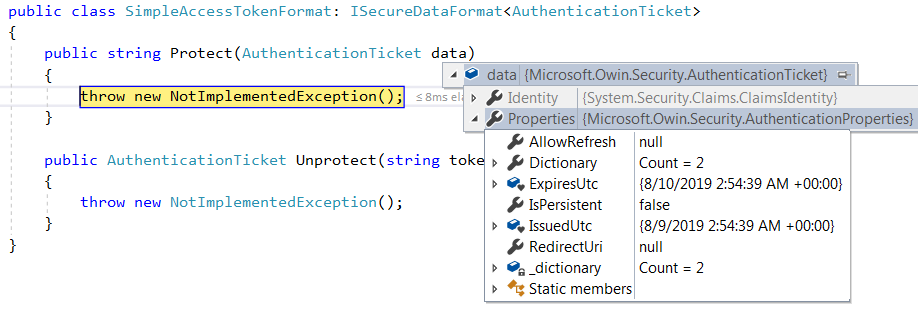 public class SimpleAccessTokenFormat: ISecureDataFormat<AuthenticationTicket>
{
public string Protect(AuthenticationTicket data)
{
data {Microsoft.Owin.Security.AuthenticationTicket}
throw new NotImplementedException(); ≤ 8ms ela
Identity {System.Security.Claims.ClaimsIdentity}
}
Properties {Microsoft.Owin.Security.AuthenticationProperties}
AllowRefresh null
public AuthenticationTicket Unprotect(string toke
Dictionary Count = 2
{
ExpiresUtc {8/10/2019 2:54:39 AM +00:00}
throw new NotImplementedException();
IsPersistent false
}
IssuedUtc {8/9/2019 2:54:39 AM +00:00}
}
RedirectUri null
_dictionary Count = 2
Static members